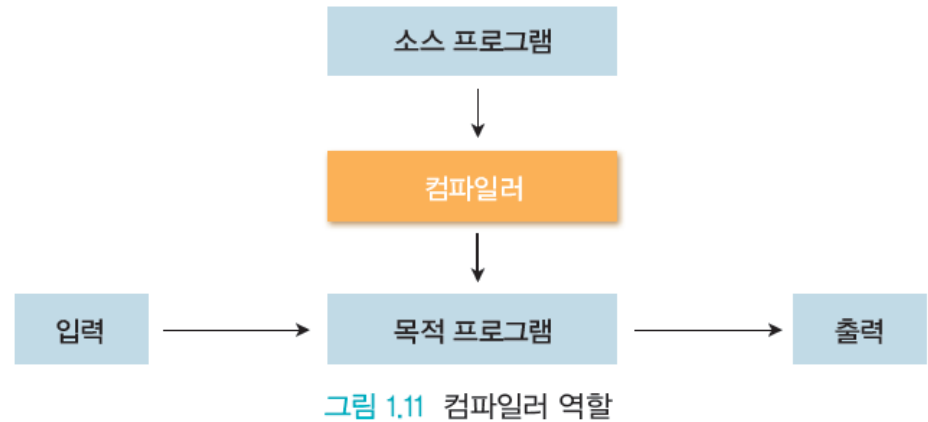 소스 프로그램
컴파일러
입력
목적 프로그램
출력
그림 1.11 컴파일러 역할